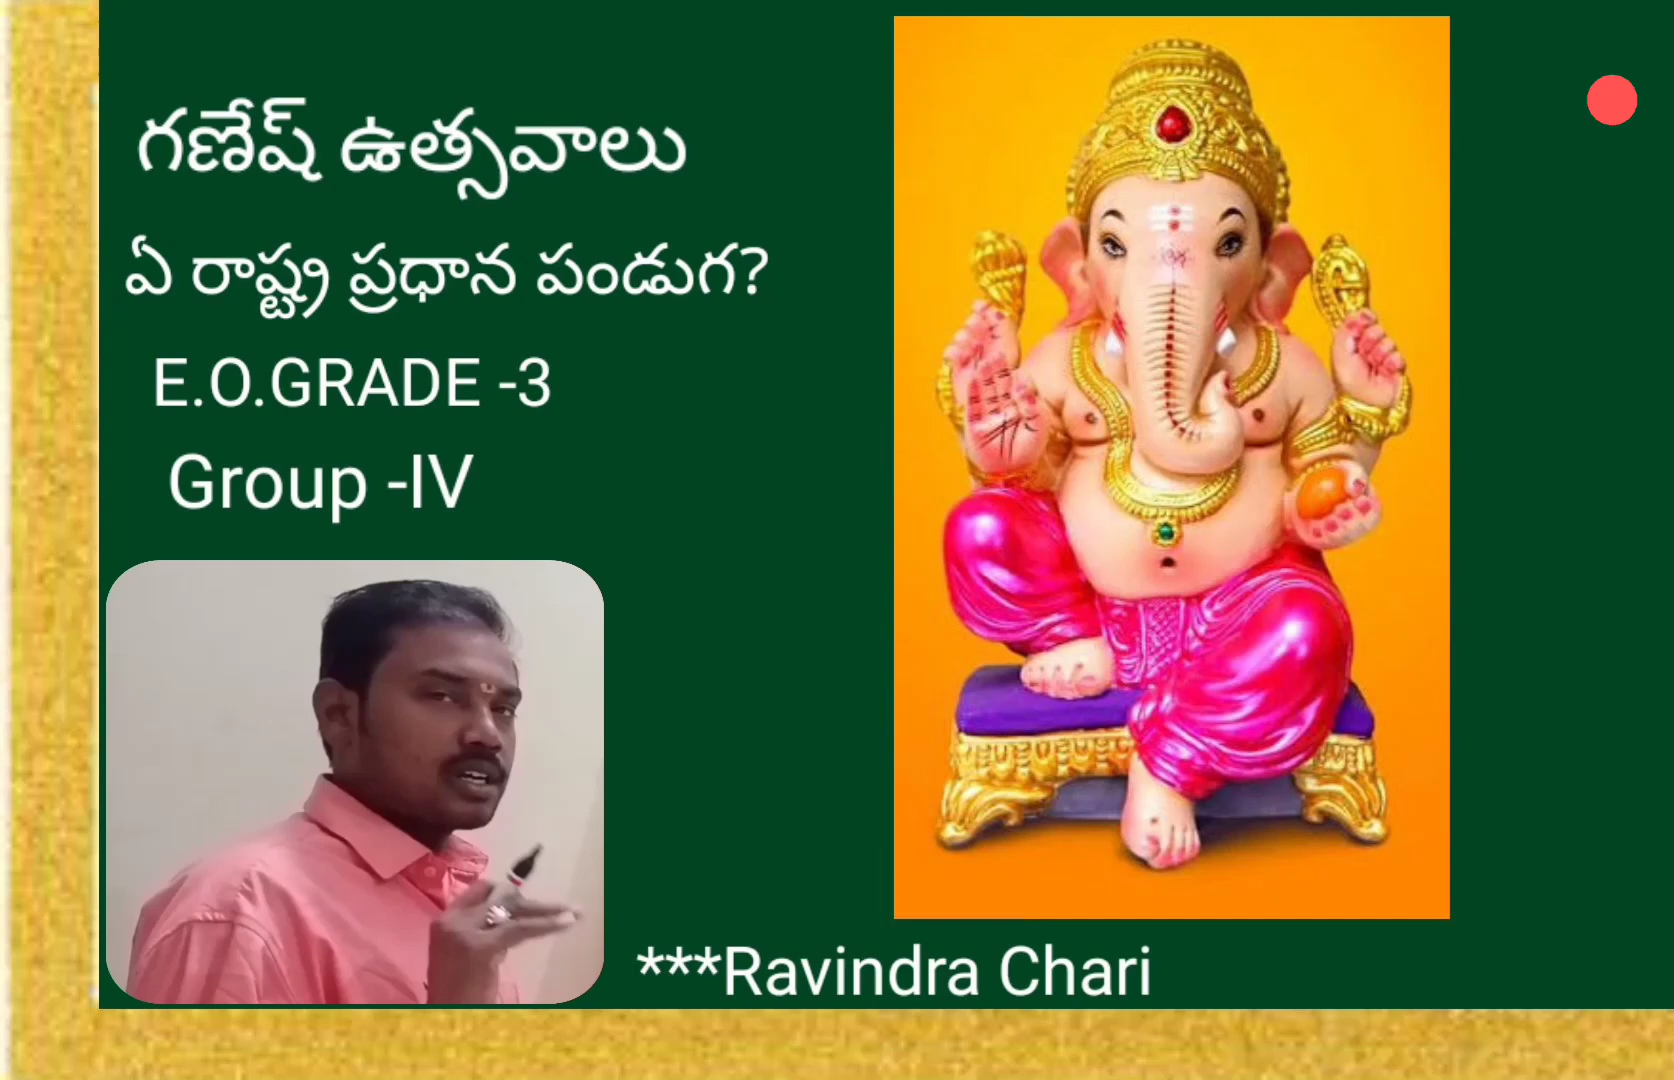 గణేష్ ఉత్సవాలు
ఏ రాష్ట్ర ప్రధాన పండుగ?
E.O.GRADE -3
Group -IV
***Ravindra Chari